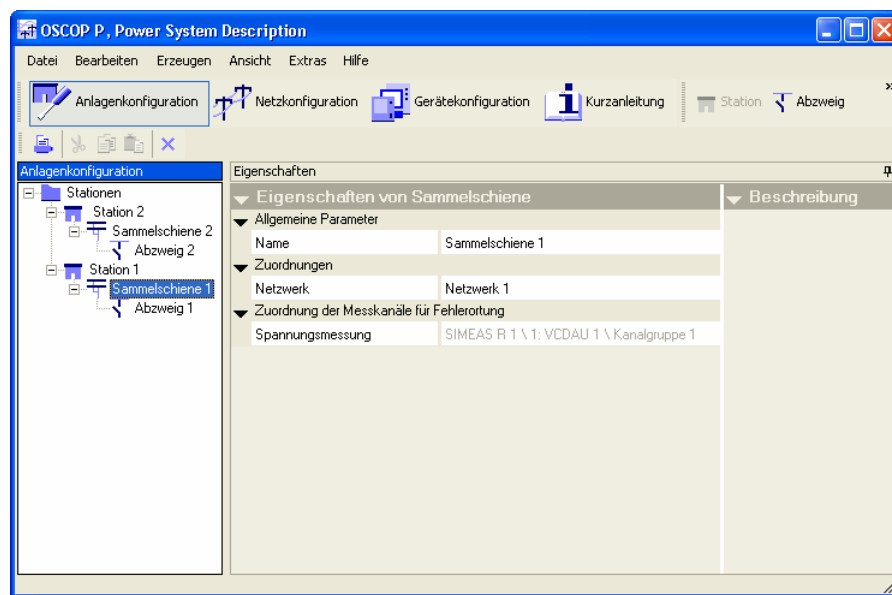 OSCOP P, Power System Description
Datei Bearbeiten Erzeugen Ansicht Extras Hilfe
Anlagenkonfiguration Netzkonfiguration Gerätekonfiguration Kurzanleitung Station Abzweig »
Anlagenkonfiguration
Stationen
Station 2
Sammelschiene 2
Abzweig 2
Station 1
Sammelschiene 1
Abzweig 1
Eigenschaften
Eigenschaften von Sammelschiene
Allgemeine Parameter
Name Sammelschiene 1
Zuordnungen
Netzwerk Netzwerk 1
Zuordnung der Messkanäle für Fehlerortung
Spannungsmessung SIMEAS R 1 \ 1: VCDAU 1 \ Kanalgruppe 1
Beschreibung